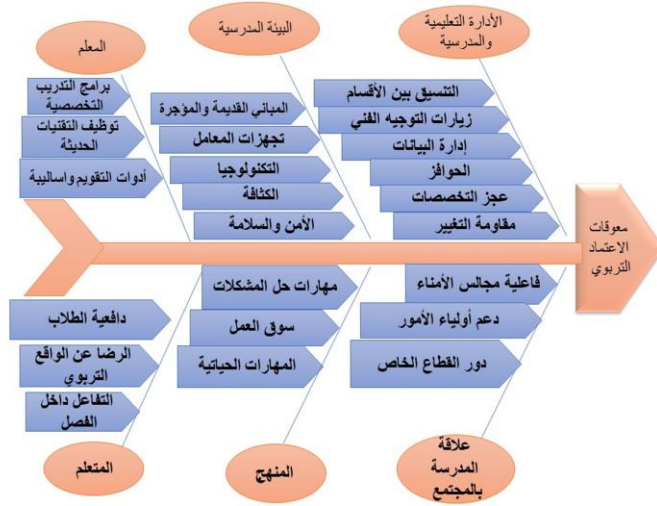 الأدارة التعليمية
والمدرسية
التنسيق بين الأقسام
زيارات التوجيه الفني
إدارة البيانات
الحوافز
عجز التخصصات
مقاومة التغيير
البيئة المدرسية
المباني القديمة والمؤجرة
تجهزات المعامل
التكنولوجيا
الكثافة
الأمن والسلامة
المعلم
برامج التدريب
التخصصية
توظيف التقنيات
الحديثة
أدوات التقويم واساليبة
معوقات
الاعتماد
التربوي
فاعلية مجالس الأمناء
دعم أولياء الأمور
دور القطاع الخاص
علاقة
المدرسة
بالمجتمع
مهارات حل المشكلات
سوق العمل
المهارات الحياتية
المنهج
دافعية الطلاب
الرضا عن الواقع
التربوي
التفاعل داخل
الفصل
المتعلم